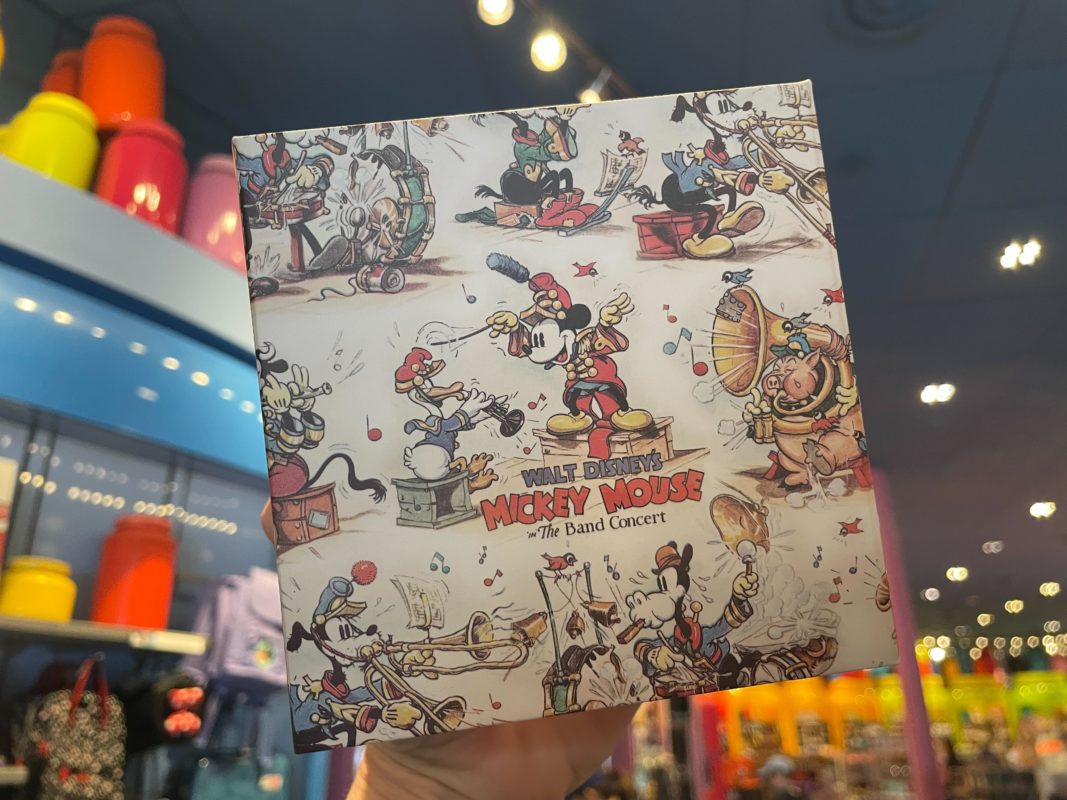 WALT DISNEY'S
MICKEY MOUSE
IN The Band Concert